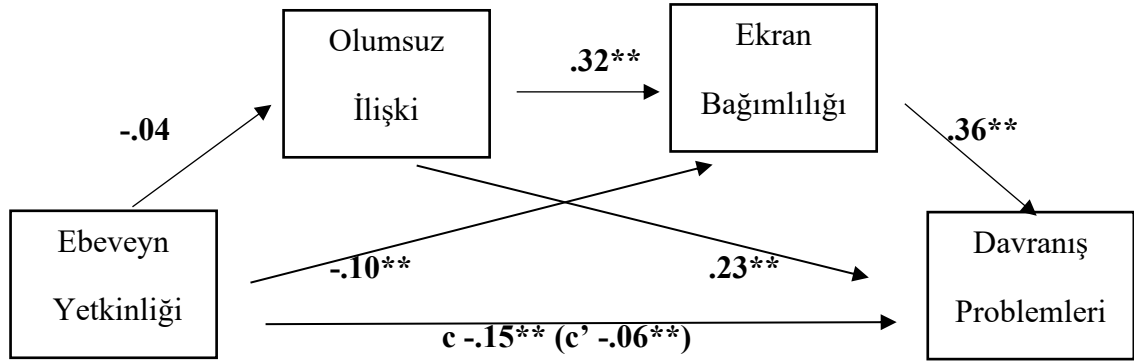 Olumsuz
İlişki
Ekran
Bağımlılığı
.32**
-.04
.36**
Ebeveyn
Yetkinliği
Davranış
Problemleri
-.10**
.23**
c -.15** (c’ -.06**)